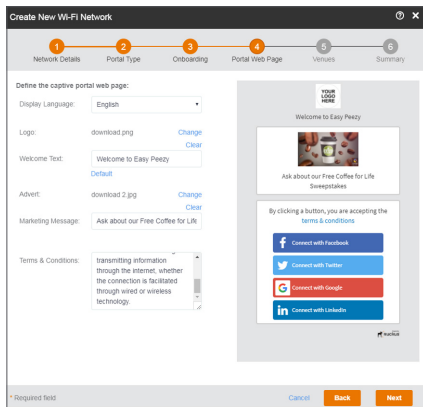 Create New Wi-Fi Network
1 2 3 4 5 6
Network Details Portal Type Onboarding Portal Web Page Venues Summary
Define the captive portal web page:
Display Language: English
Logo: download.png Change
Clear
Welcome Text: Welcome to Easy Peezy
Default
Advert: download 2.jpg Change
Clear
Marketing Message: Ask about our Free Coffee for Life
Terms & Conditions:
transmitting information
through the internet, whether
the connection is facilitated
through wired or wireless
technology.
YOUR
LOGO
HERE
Welcome to Easy Peezy
Ask about our Free Coffee for Life
Sweepstakes
By clicking a button, you are accepting the
terms & conditions
Connect with Facebook
Connect with Twitter
G Connect with Google
in Connect with LinkedIn
Ruckus
* Required field Cancel Back Next